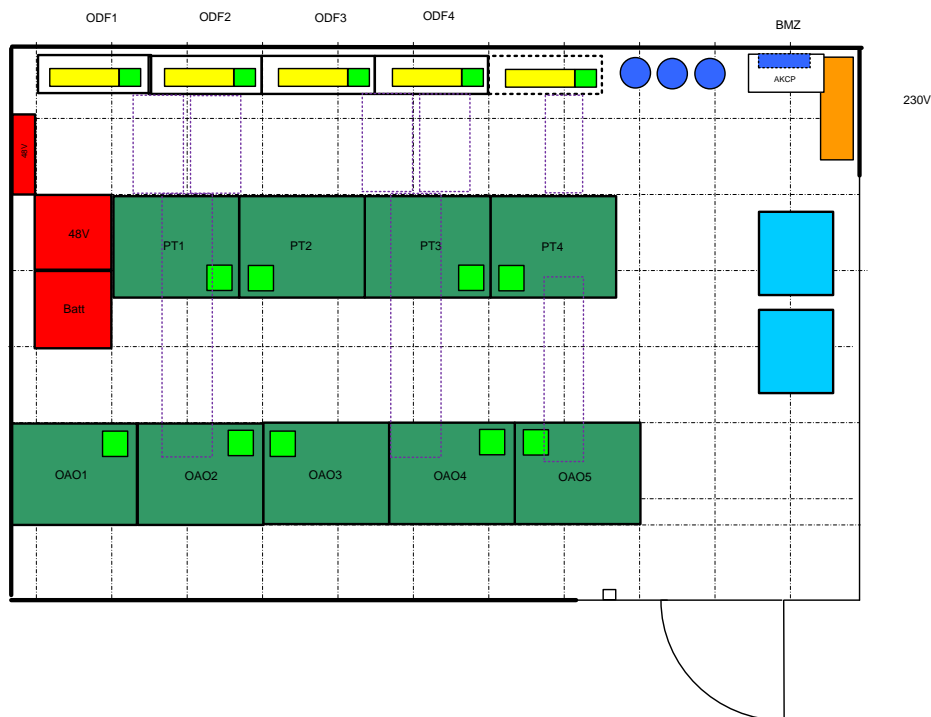 ODF1
ODF2
ODF3
ODF4
BMZ
AKCP
230V
48V
48V
PT1
PT2
PT3
PT4
Batt
OAO1
OAO2
OAO3
OAO4
OAO5